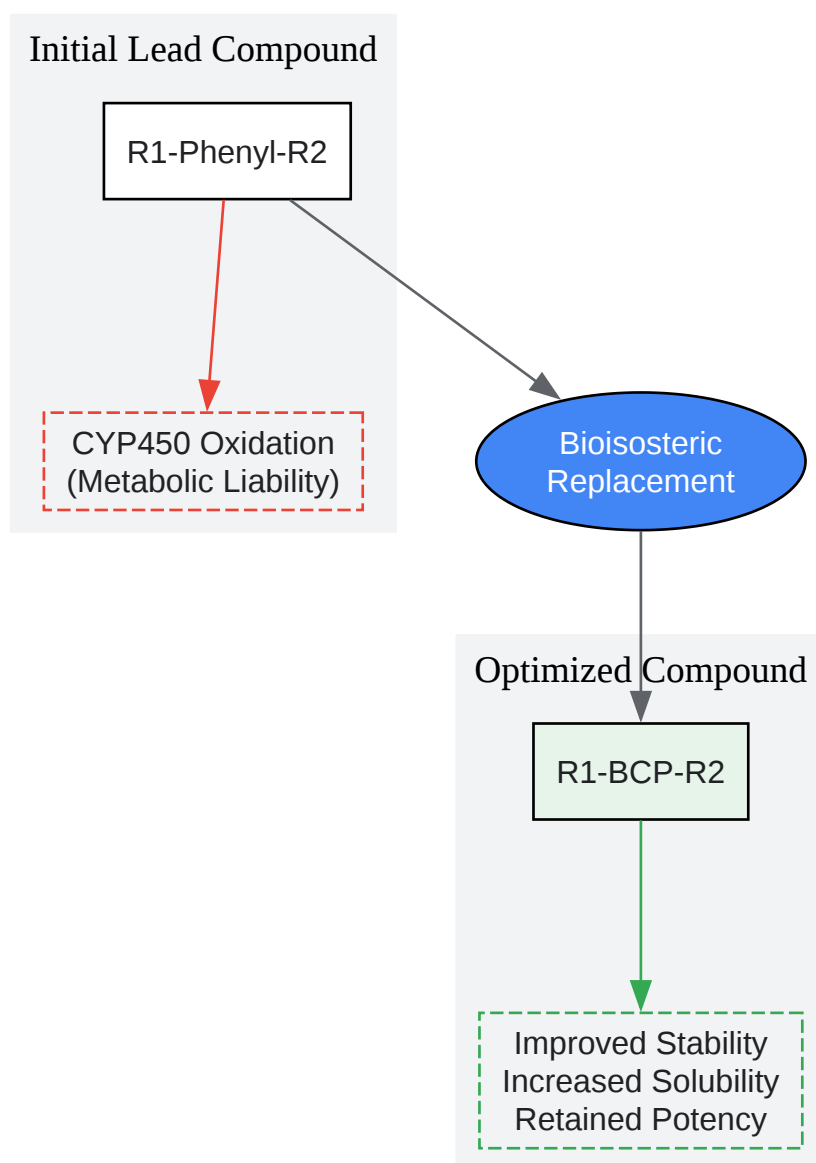 Initial Lead Compound
R1-Phenyl-R2
CYP450 Oxidation
(Metabolic Liability)
Bioisosteric
Replacement
Optimized Compound
R1-BCP-R2
Improved Stability
Increased Solubility
Retained Potency